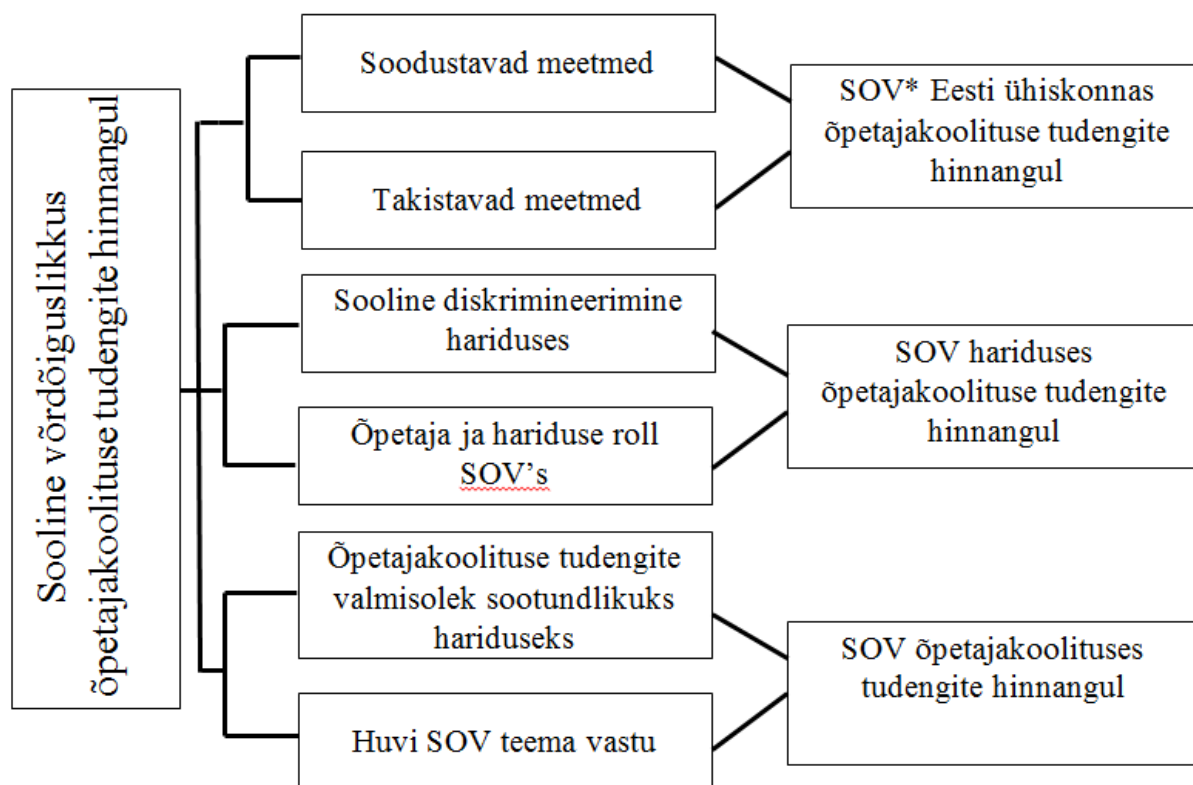 Sooline võrdõiguslikkus
õpetajakoolituse tudengite hinnangul
Soodustavad meetmed
Takistavad meetmed
SOV* Eesti ühiskonnas
õpetajakoolituse tudengite
hinnangul
Sooline diskrimineerimine
hariduses
Õpetaja ja hariduse roll
SOV’s
SOV hariduses
õpetajakoolituse tudengite
hinnangul
Õpetajakoolituse tudengite
valmisolek sootundlikuks
hariduseks
Huvi SOV teema vastu
SOV õpetajakoolituses
tudengite hinnangul